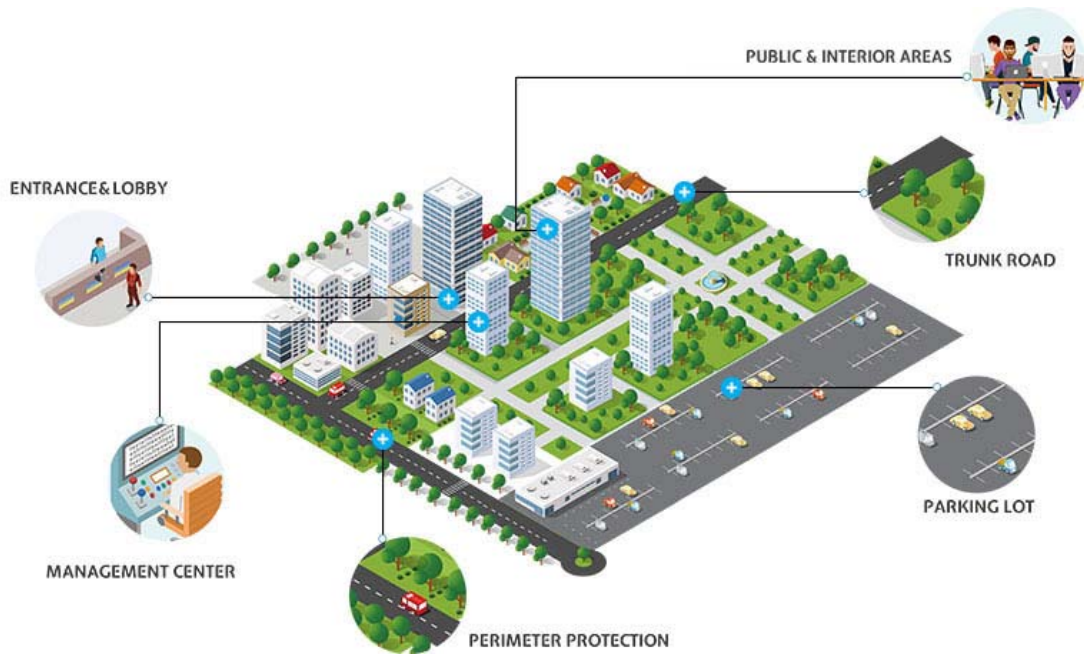 PUBLIC & INTERIOR AREAS
ENTRANCE&LOBBY
TRUNK ROAD
PARKING LOT
MANAGEMENT CENTER
PERIMETER PROTECTION